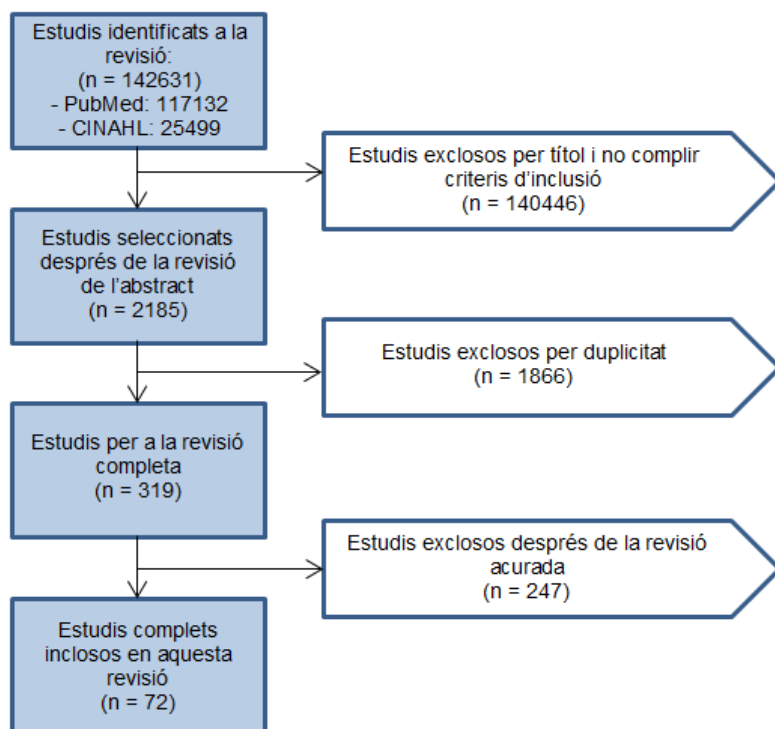 Estudis identificats a la
revisió:
(n = 142631)
- PubMed: 117132
- CINAHL: 25499
Estudis exclosos per títol i no complir
criteris d'inclusió
(n = 140446)
Estudis seleccionats
després de la revisió
de l'abstract
(n = 2185)
Estudis exclosos per duplicitat
(n = 1866)
Estudis per a la revisió
completa
(n = 319)
Estudis exclosos després de la revisió
acurada
(n = 247)
Estudis complets
inclosos en aquesta
revisió
(n = 72)